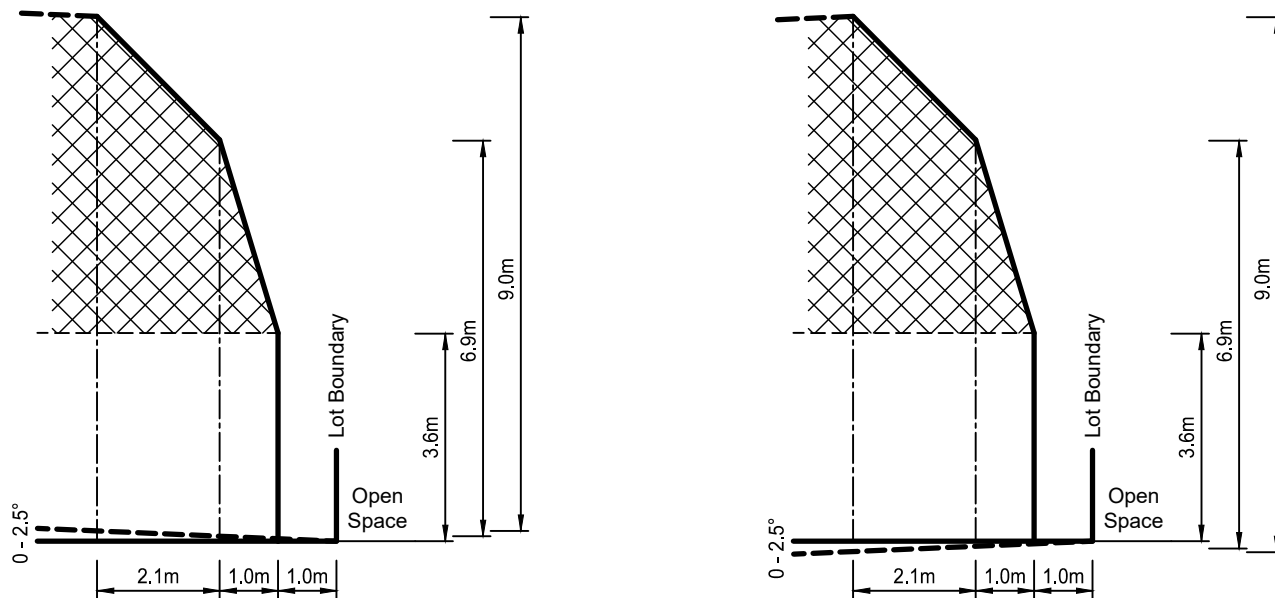 9.0m
6.9m
Lot Boundary
3.6m
Open
Space
0 - 2.5°
2.1m
1.0m
1.0m
9.0m
6.9m
Lot Boundary
3.6m
Open
Space
0 - 2.5°
2.1m
1.0m
1.0m